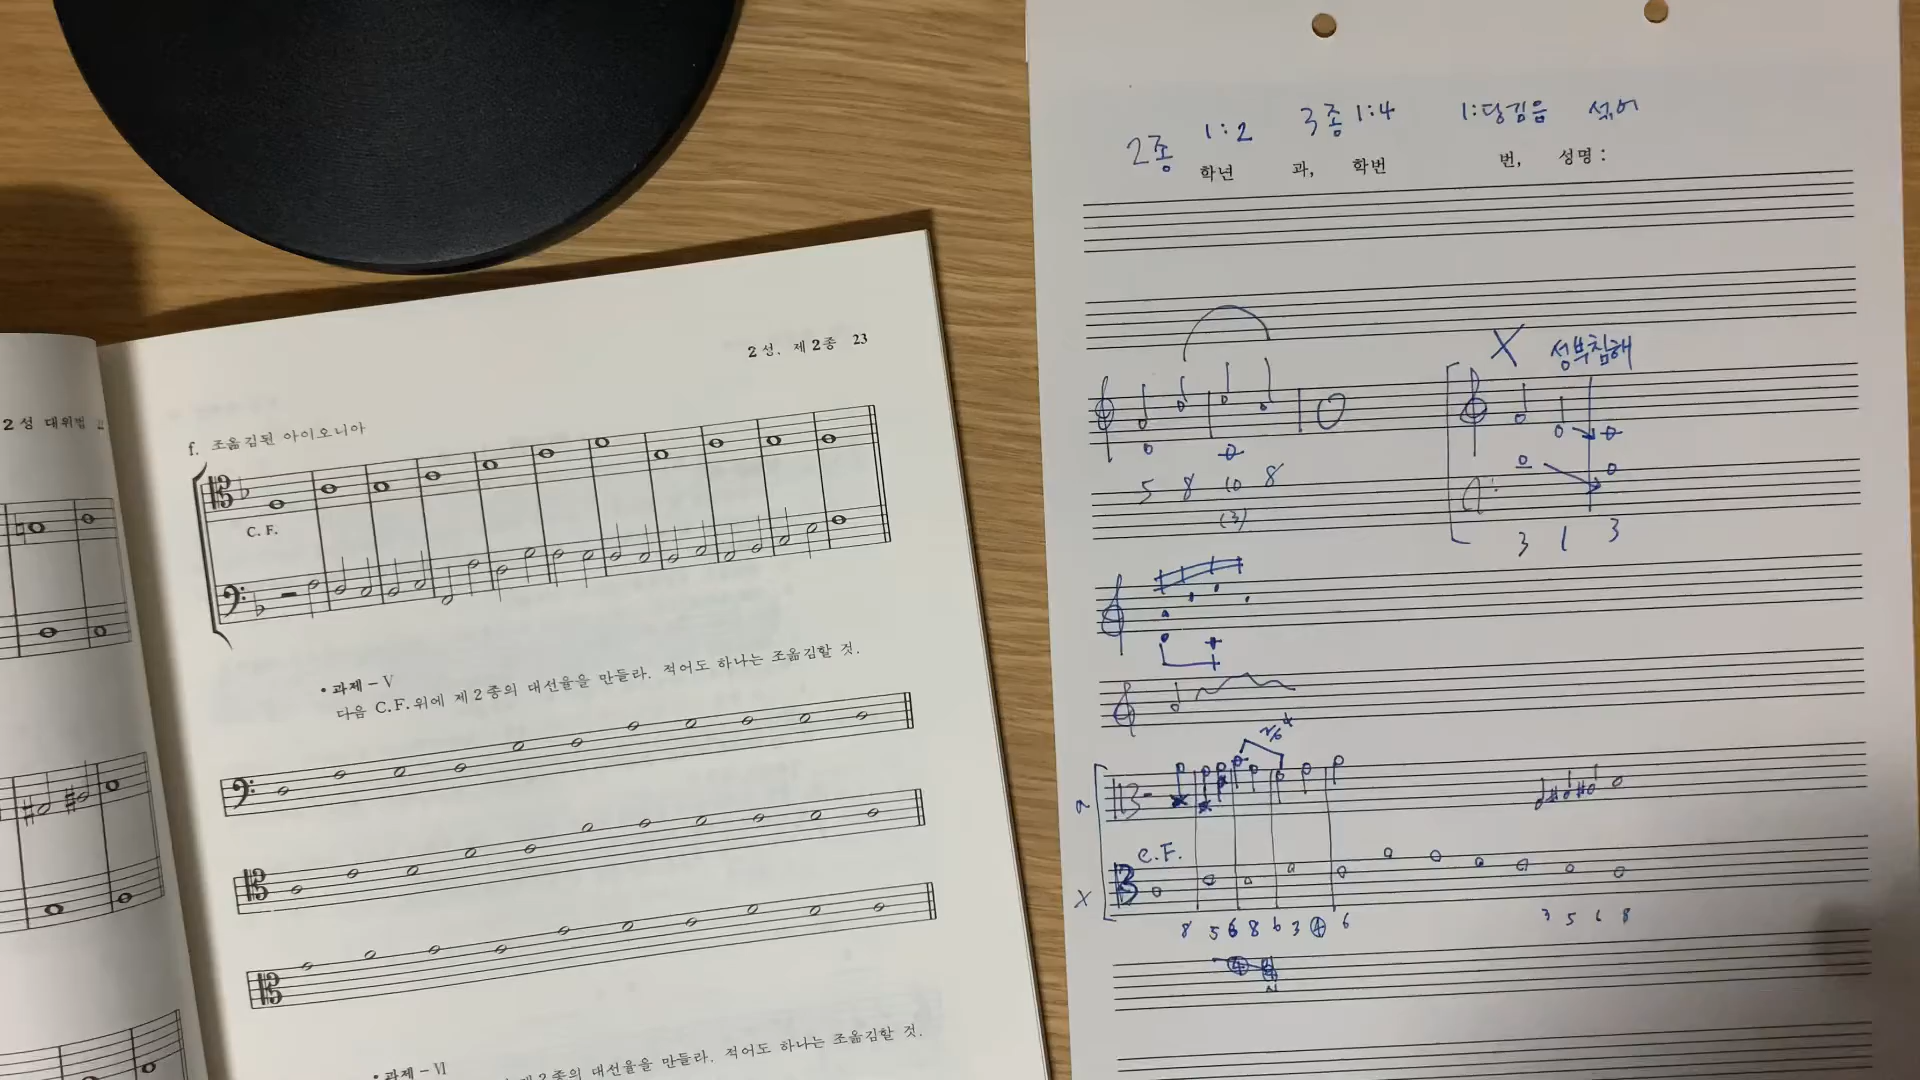 2성 대위법
2성. 제2종 23
f. 조옮김된 아이오니아
C. F.
• 과제 – V
다음 C.F.위에 제2종의 대선율을 만들라. 적어도 하나는 조옮김할 것.
• 과제 – VI
제2종의 대선율을 만들라. 적어도 하나는 조옮김할 것.
2종 1:2 3종 1:4 1:당김음 섞어
학년 과, 학번 번, 성명 :
X 성부침해
5 8 10 8
(3)
3 1 3
a
C.F.
X
8 5 6 8 6 3 4 6
3 5 6 8